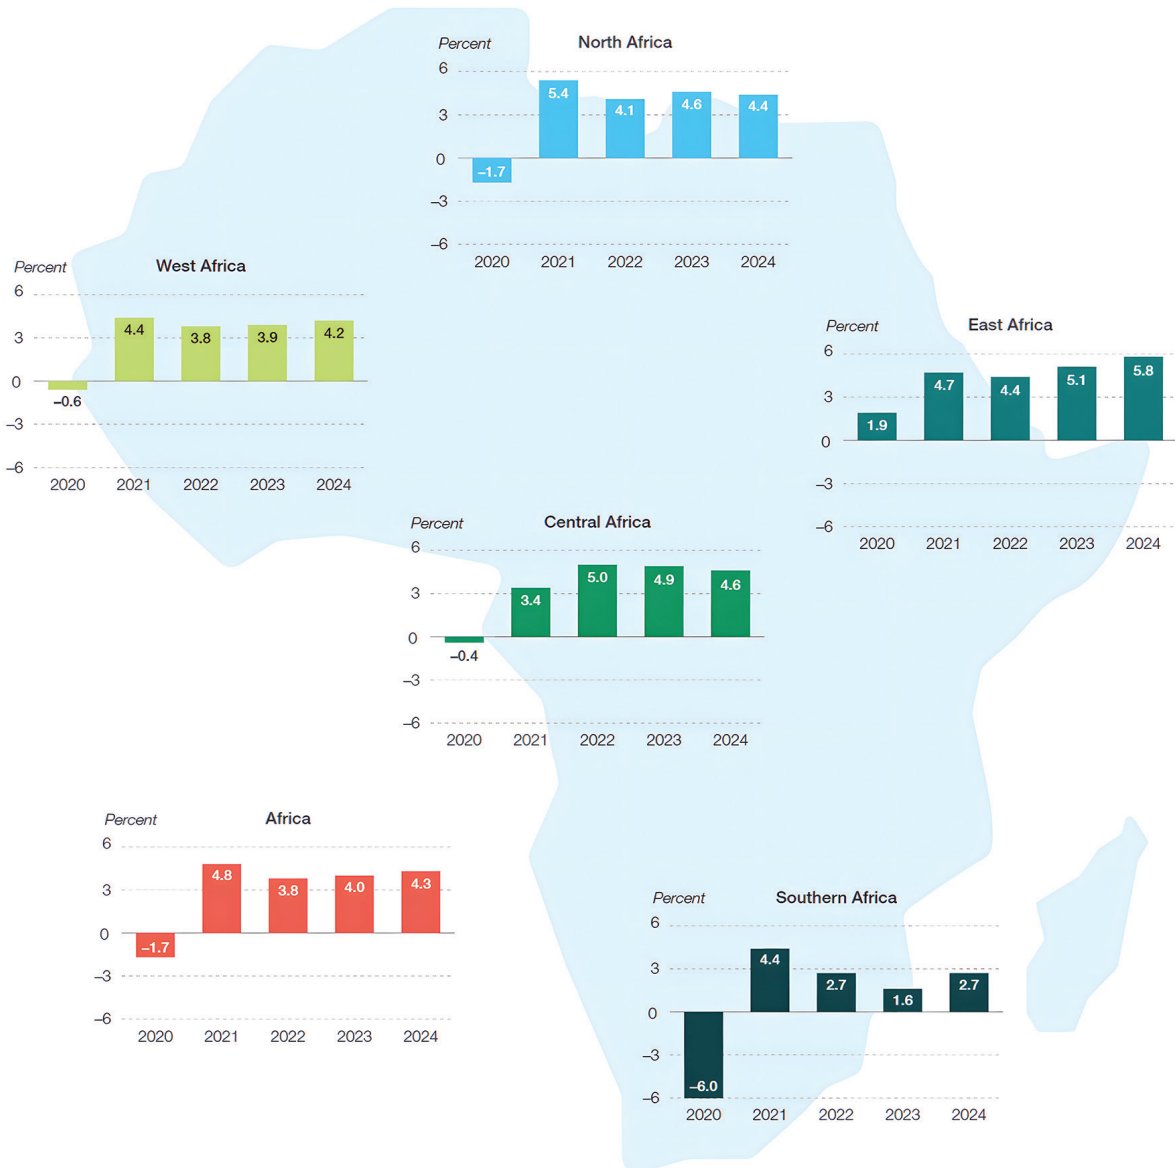 Percent North Africa
6
5.4 4.1 4.6 4.4
3
0
–1.7
–3
–6
2020 2021 2022 2023 2024
Percent West Africa
6
4.4 3.8 3.9 4.2
3
0
–0.6
–3
–6
2020 2021 2022 2023 2024
Percent East Africa
6
1.9 4.7 4.4 5.1 5.8
3
0
–3
–6
2020 2021 2022 2023 2024
Percent Central Africa
6
3.4 5.0 4.9 4.6
3
0
–0.4
–3
–6
2020 2021 2022 2023 2024
Percent Africa
6
4.8 3.8 4.0 4.3
3
0
–1.7
–3
–6
2020 2021 2022 2023 2024
Percent Southern Africa
6
4.4 2.7 1.6 2.7
3
0
–3
–6.0
–6
2020 2021 2022 2023 2024